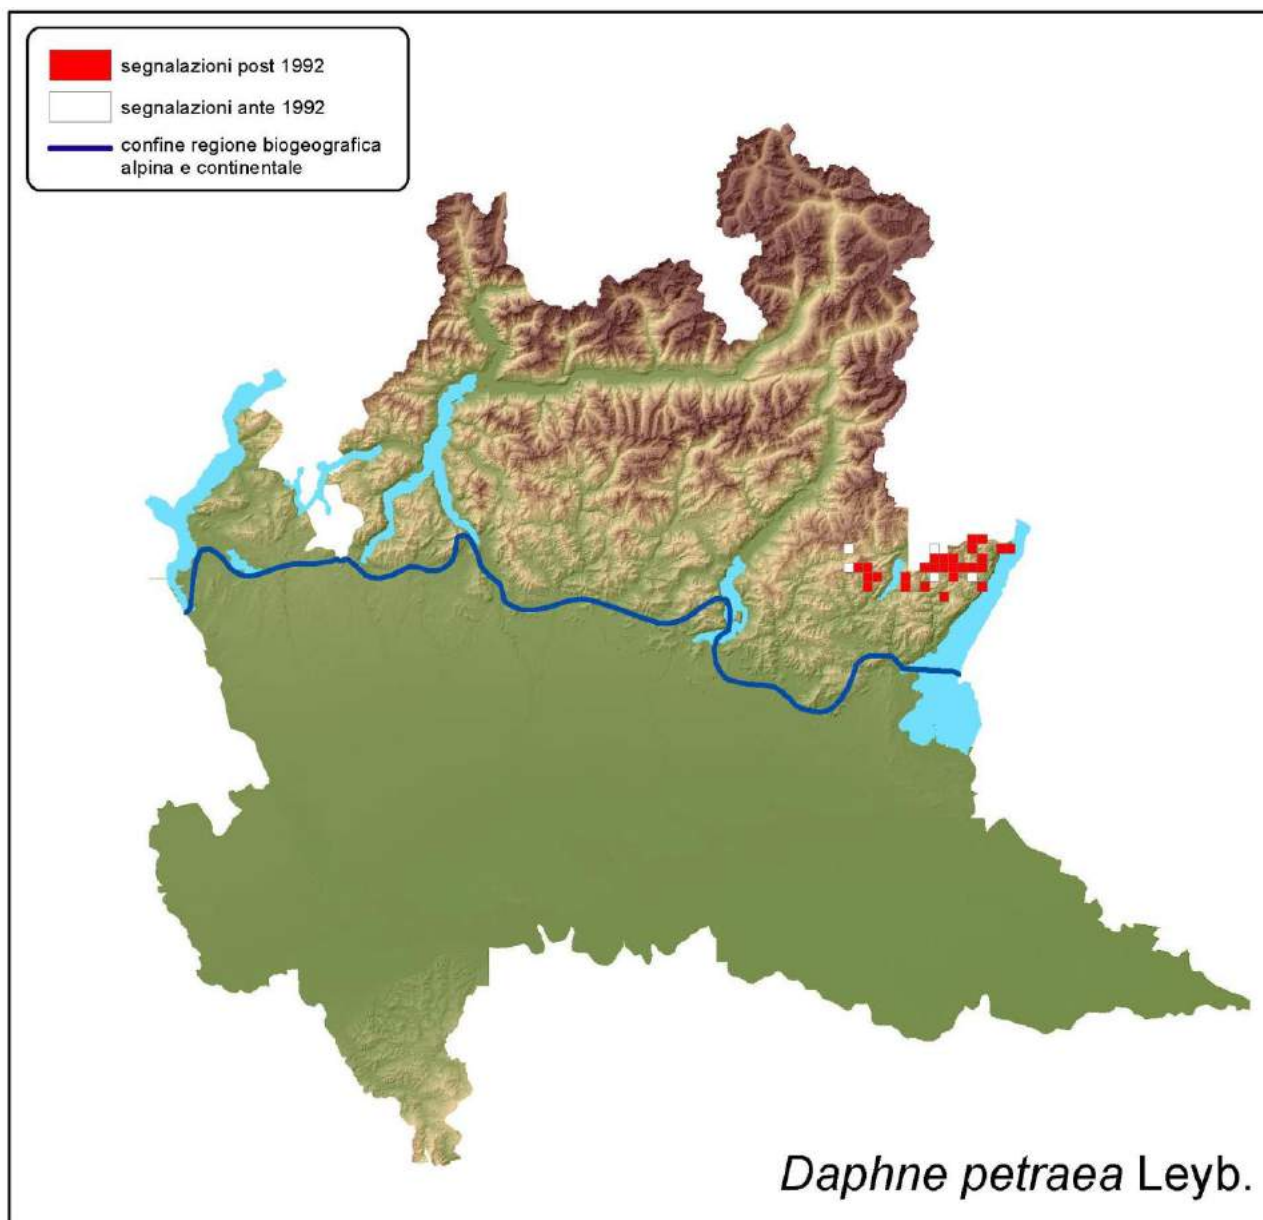 segnalazioni post 1992
segnalazioni ante 1992
confine regione biogeografica
alpina e continentale
Daphne petraea Leyb.